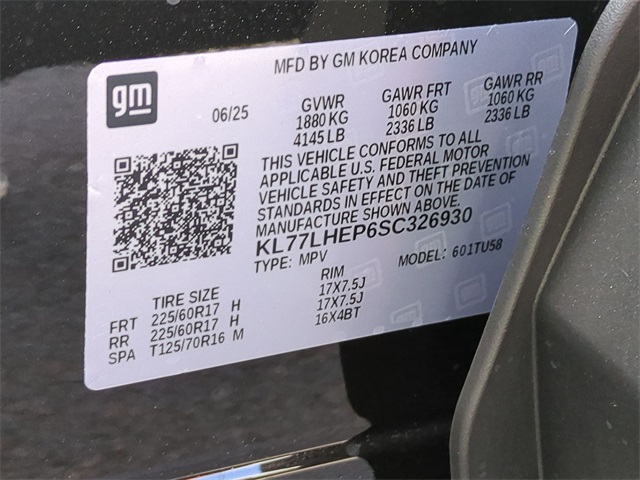 MFD BY GM KOREA COMPANY
gm
06/25 GVWR GAWR FRT GAWR RR
1880 KG 1060 KG 1060 KG
4145 LB 2336 LB 2336 LB
THIS VEHICLE CONFORMS TO ALL
APPLICABLE U.S. FEDERAL MOTOR
VEHICLE SAFETY AND THEFT PREVENTION
STANDARDS IN EFFECT ON THE DATE OF
MANUFACTURE SHOWN ABOVE.
KL77LHEP6SC326930
TYPE: MPV MODEL: 601TU58
TIRE SIZE RIM
FRT 225/60R17 H 17X7.5J
RR 225/60R17 H 17X7.5J
SPA T125/70R16 M 16X4BT